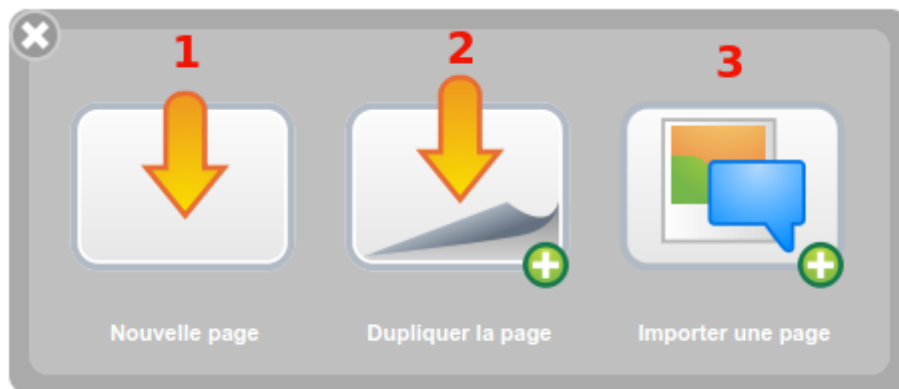 1
2
3
Nouvelle page
Dupliquer la page
Importer une page